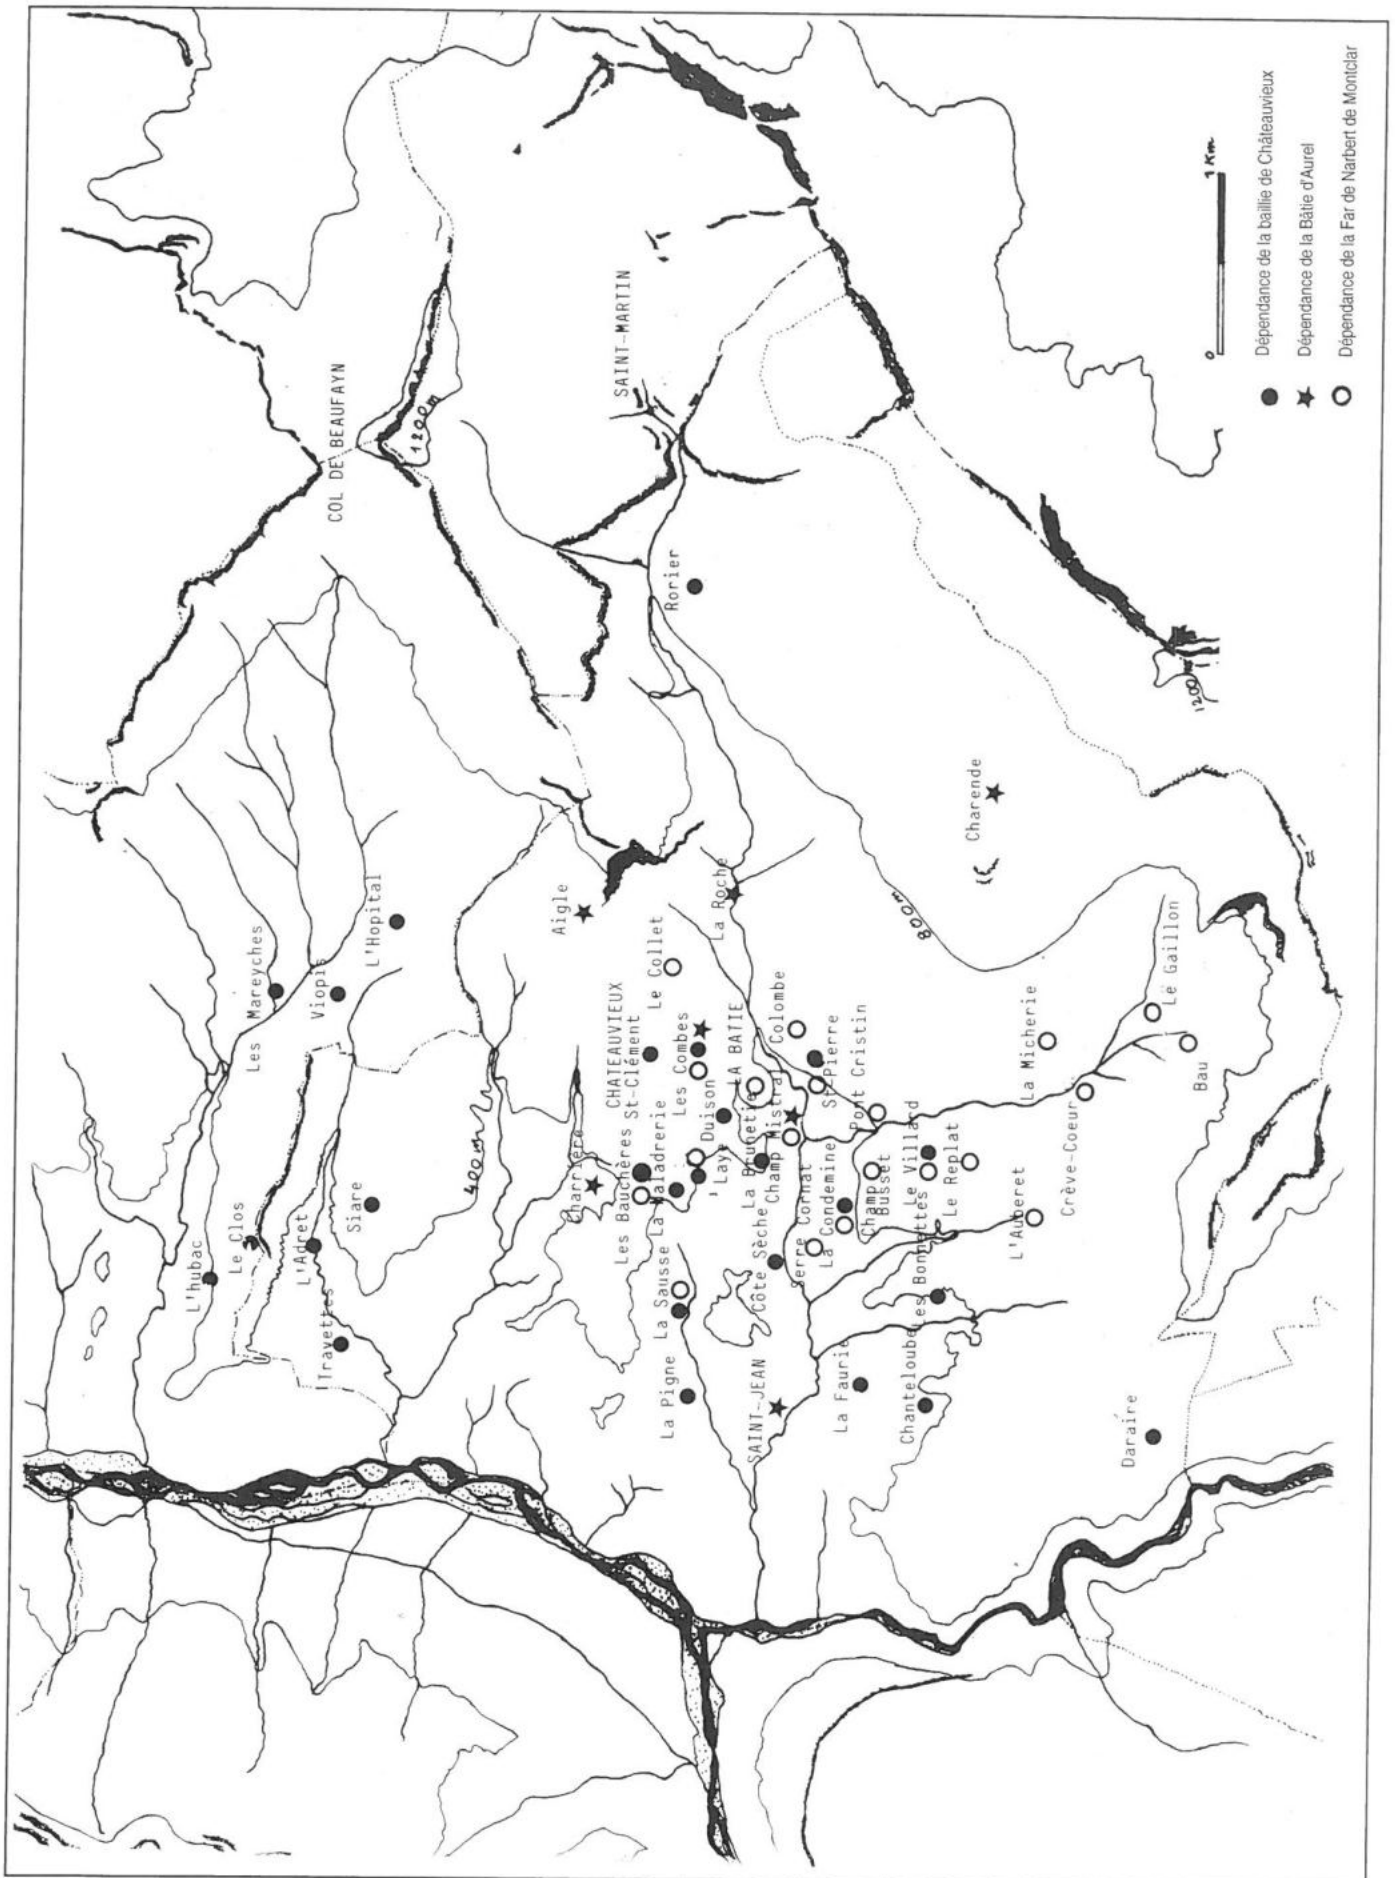 COL DE BEAUFAYN
1200m
SAINT-MARTIN
Rorier
1200m
Charende
800m
Aigle
La Roche
L'Hopital
Les Mareyches
Viopis
CHATEAUVIEUX
Le Collet
St-Clément
Les Combes
LA BATIE
Colombe
St-Pierre
Pont Cristin
La Micherie
Le Gaillon
Bau
Crève-Coeur
400m
Charrière
Les Bauchères
La Maladrerie
Duison
'Laye
La Brunetie
Champ Mistral
Serre Cornat
La Condemine
Champ
Busset
Le Villard
Le Replat
Les Bonnettes
L'Auberet
Côte Sèche
La Sausse
La Pigne
SAINT-JEAN
La Faurie
Chanteloube
Daraire
L'hubac
Le Clos
L'Adret
Siare
Travettes
0 1 Km
Dépendance de la baillie de Châteauvieux
Dépendance de la Bâtie d'Aurel
Dépendance de la Far de Narbert de Montclar